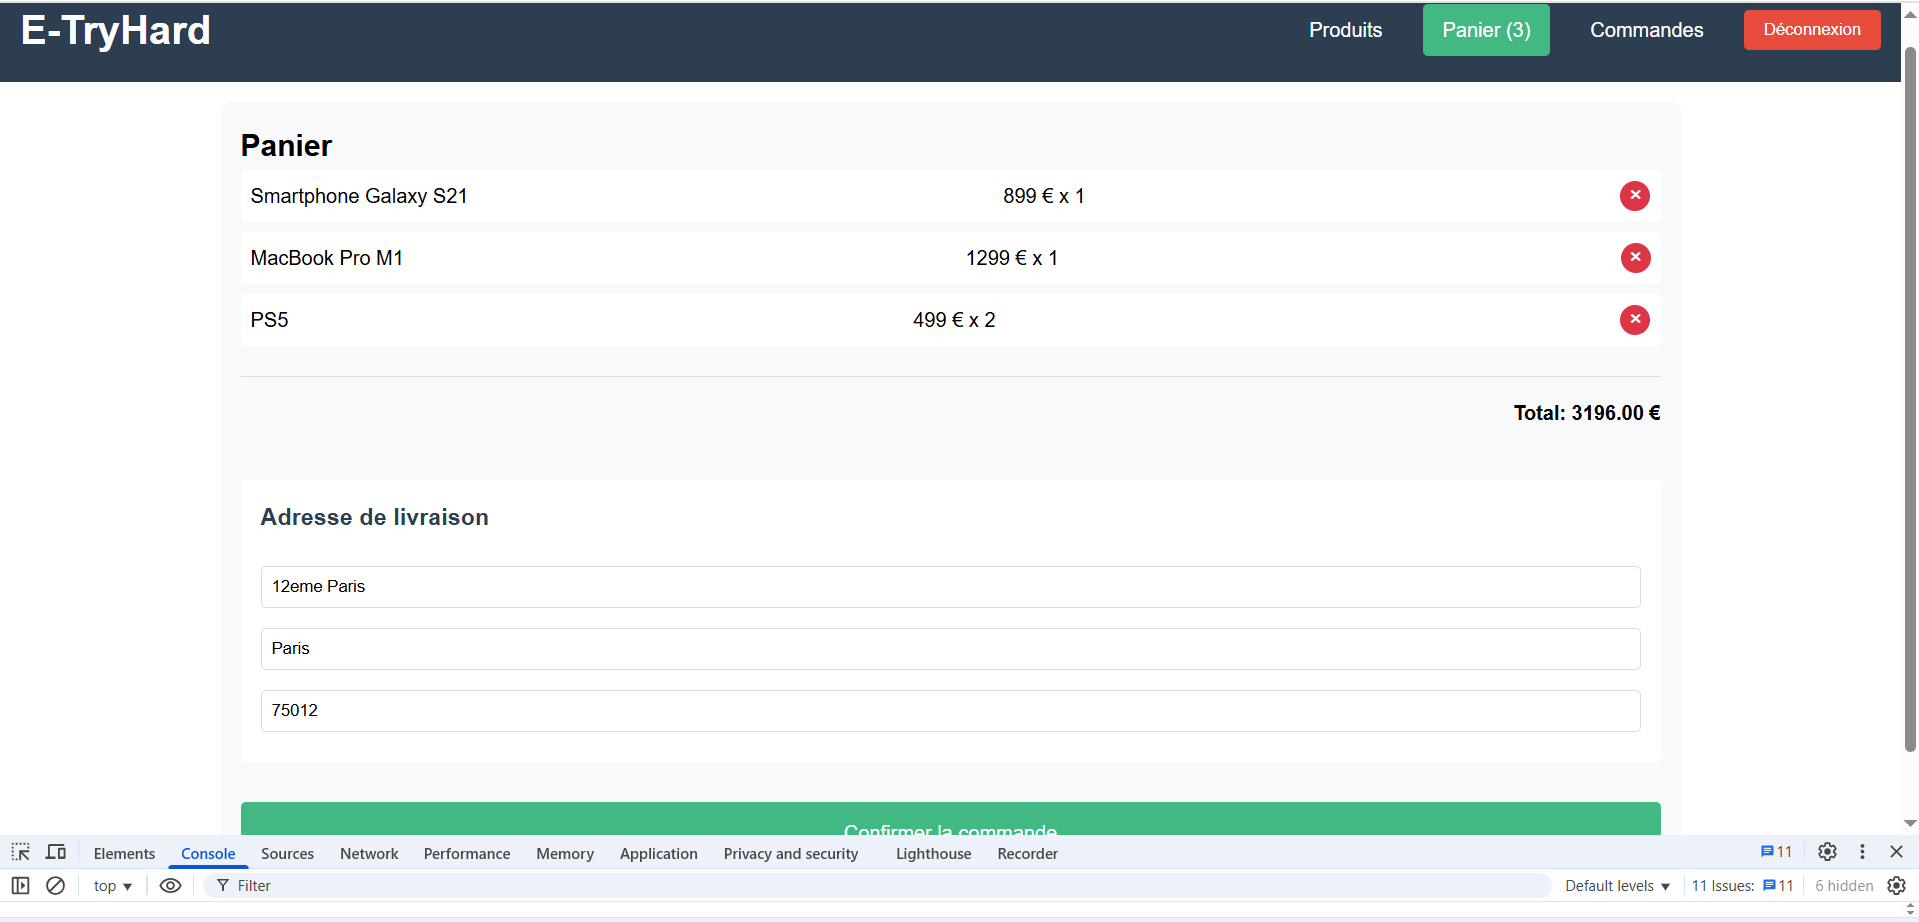 E-TryHard Produits Panier (3) Commandes Déconnexion
Panier
Smartphone Galaxy S21 899 € x 1
MacBook Pro M1 1299 € x 1
PS5 499 € x 2
Total: 3196.00 €
Adresse de livraison
12eme Paris
Paris
75012
Confirmer la commande
Elements Console Sources Network Performance Memory Application Privacy and security Lighthouse Recorder 11
top Filter Default levels 11 Issues: 11 6 hidden